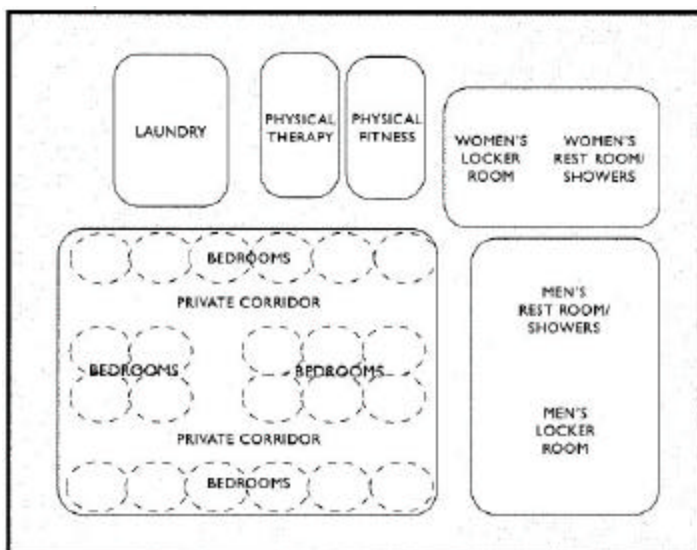 LAUNDRY
PHYSICAL
THERAPY
PHYSICAL
FITNESS
WOMEN'S
LOCKER
ROOM
WOMEN'S
REST ROOM/
SHOWERS
BEDROOMS
PRIVATE CORRIDOR
BEDROOMS
BEDROOMS
PRIVATE CORRIDOR
BEDROOMS
MEN'S
REST ROOM/
SHOWERS
MEN'S
LOCKER
ROOM